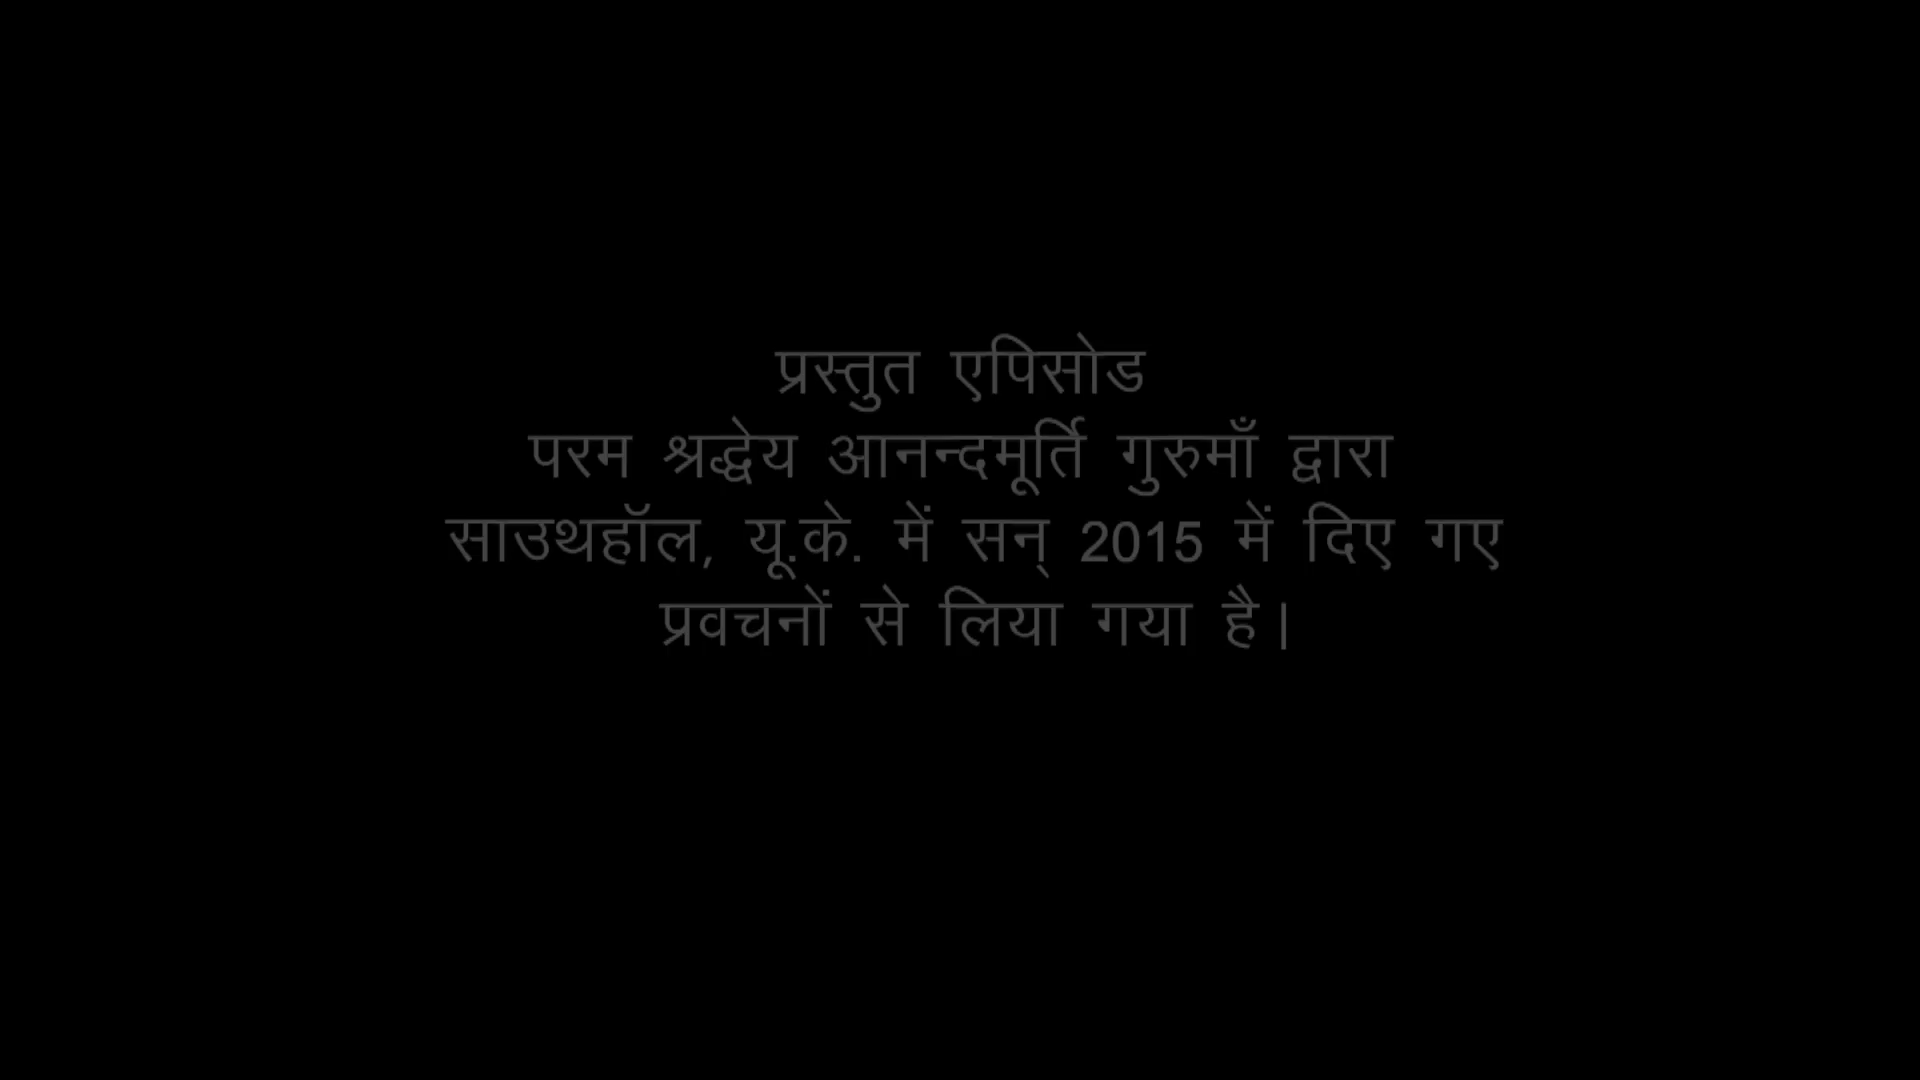 प्रस्तुत एपिसोड
परम श्रद्धेय आनन्दमूर्ति गुरुमाँ द्वारा
साउथहॉल, यू.के. में सन् 2015 में दिए गए
प्रवचनों से लिया गया है।